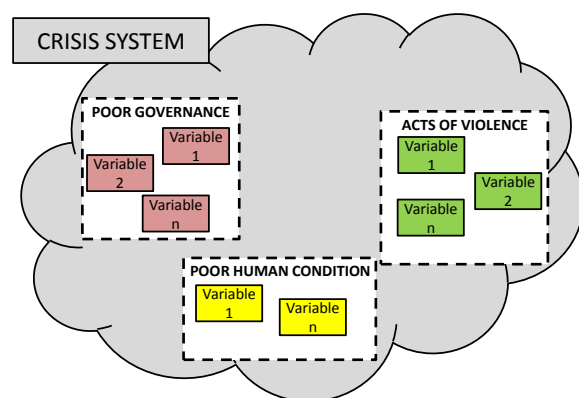 CRISIS SYSTEM
POOR GOVERNANCE
Variable
1
Variable
2
Variable
n
ACTS OF VIOLENCE
Variable
1
Variable
2
Variable
n
POOR HUMAN CONDITION
Variable
1
Variable
n